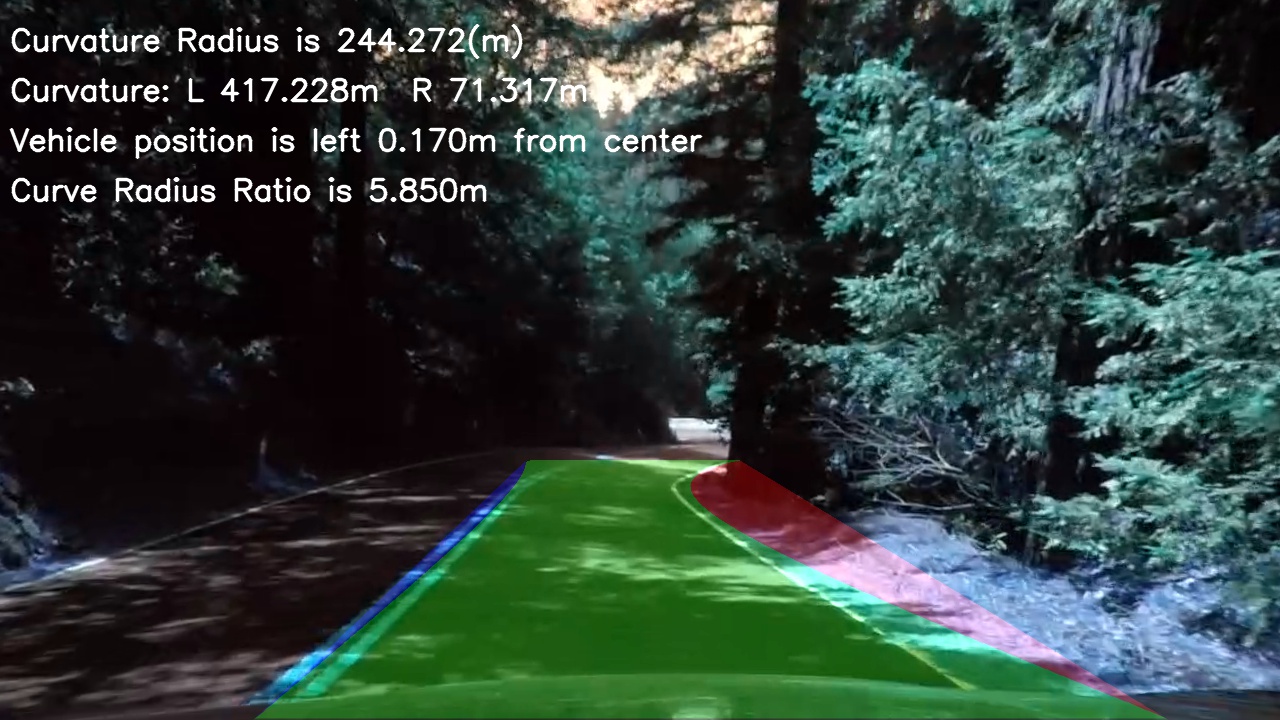 Curvature Radius is 244.272(m)
Curvature: L 417.228m R 71.317m
Vehicle position is left 0.170m from center
Curve Radius Ratio is 5.850m